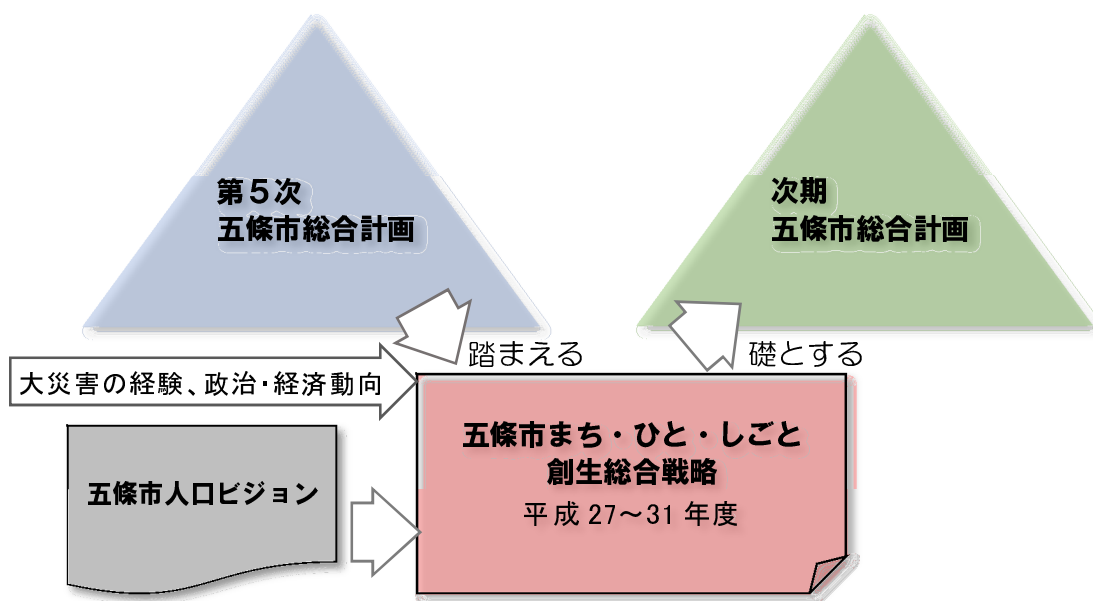 第５次
五條市総合計画
次期
五條市総合計画
踏まえる
礎とする
大災害の経験、政治・経済動向
五條市まち・ひと・しごと
創生総合戦略
平成 27～31 年度
五條市人口ビジョン